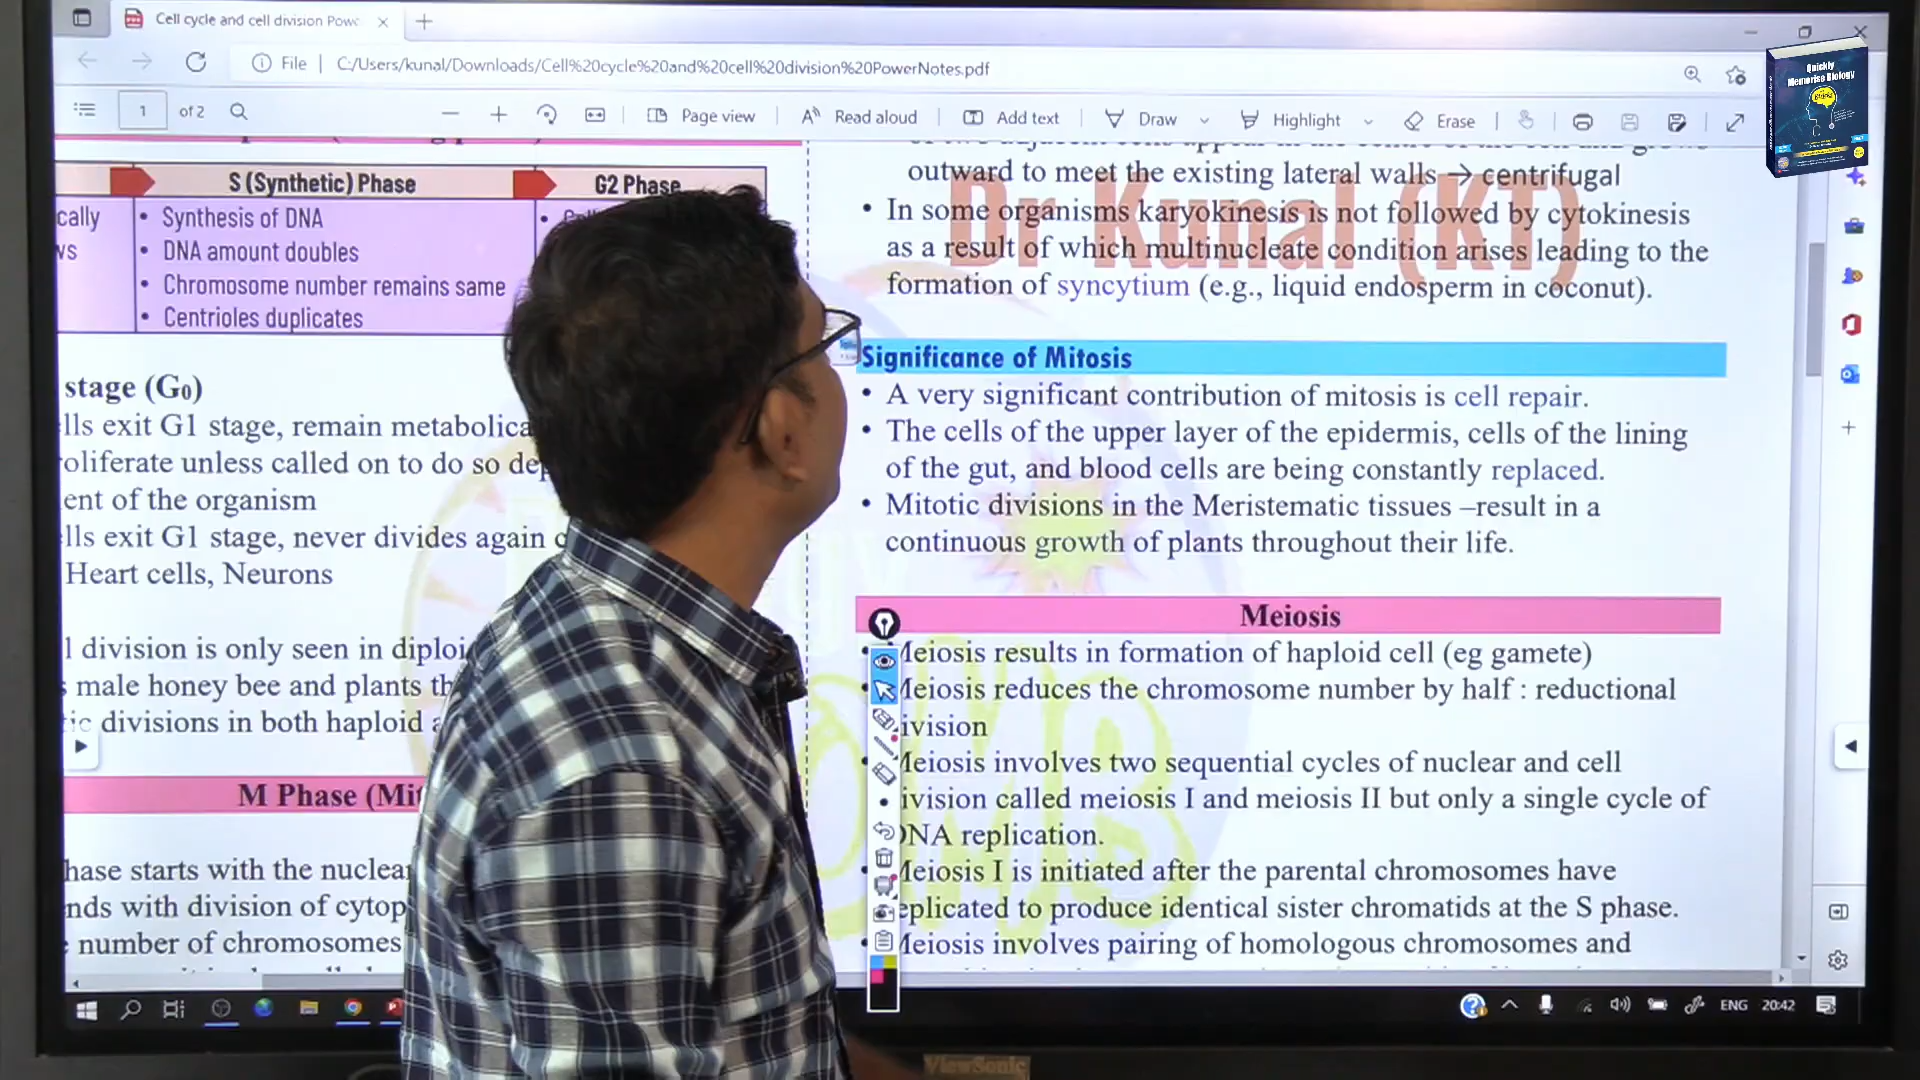 Cell cycle and cell division Powe
File | C:/Users/kunal/Downloads/Cell%20cycle%20and%20cell%20division%20PowerNotes.pdf
1 of 2
Page view
Read aloud
Add text
Draw
Highlight
Erase
Quickly
Memorise Biology
S (Synthetic) Phase
G2 Phase
cally
ws
• Synthesis of DNA
• DNA amount doubles
• Chromosome number remains same
• Centrioles duplicates
stage (G0)
lls exit G1 stage, remain metabolica
roliferate unless called on to do so dep
ent of the organism
lls exit G1 stage, never divides again
Heart cells, Neurons
l division is only seen in diploi
s male honey bee and plants th
ic divisions in both haploid a
M Phase (Mit
hase starts with the nuclear
nds with division of cytop
number of chromosomes
outward to meet the existing lateral walls → centrifugal
• In some organisms karyokinesis is not followed by cytokinesis
as a result of which multinucleate condition arises leading to the
formation of syncytium (e.g., liquid endosperm in coconut).
Dr Kunal (KT)
Significance of Mitosis
• A very significant contribution of mitosis is cell repair.
• The cells of the upper layer of the epidermis, cells of the lining
of the gut, and blood cells are being constantly replaced.
• Mitotic divisions in the Meristematic tissues –result in a
continuous growth of plants throughout their life.
Meiosis
Meiosis results in formation of haploid cell (eg gamete)
Meiosis reduces the chromosome number by half : reductional
ivision
Meiosis involves two sequential cycles of nuclear and cell
ivision called meiosis I and meiosis II but only a single cycle of
DNA replication.
Meiosis I is initiated after the parental chromosomes have
eplicated to produce identical sister chromatids at the S phase.
Meiosis involves pairing of homologous chromosomes and
ENG 20:42
ViewSonic